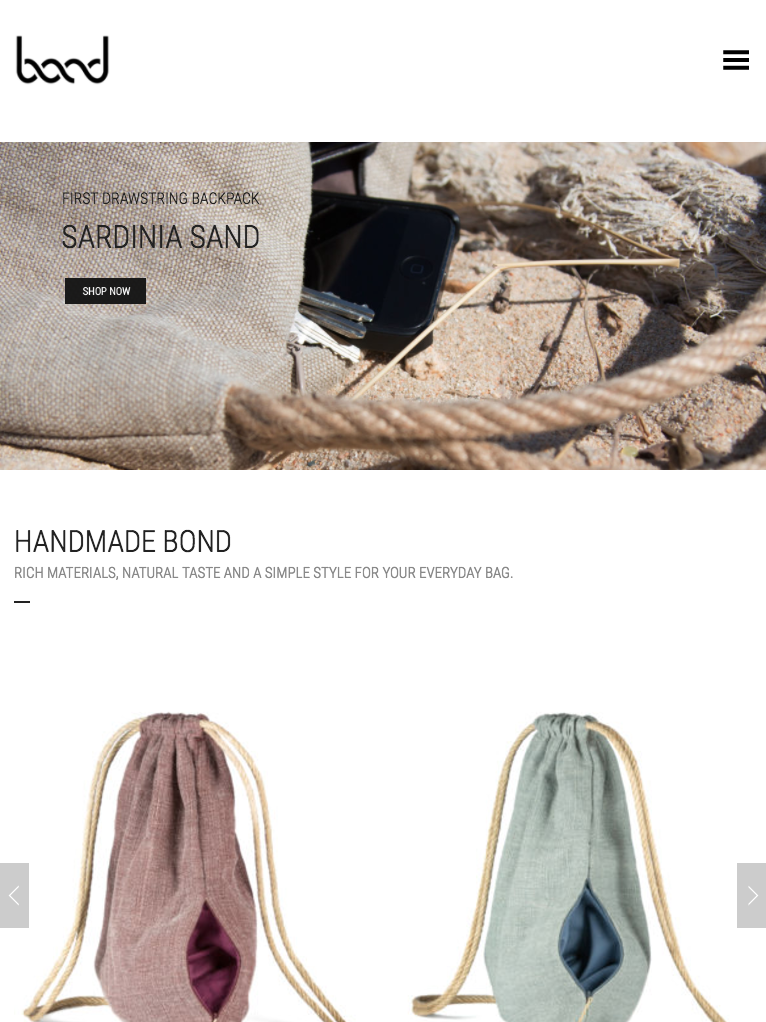 bond
FIRST DRAWSTRING BACKPACK
SARDINIA SAND
SHOP NOW
HANDMADE BOND
RICH MATERIALS, NATURAL TASTE AND A SIMPLE STYLE FOR YOUR EVERYDAY BAG.